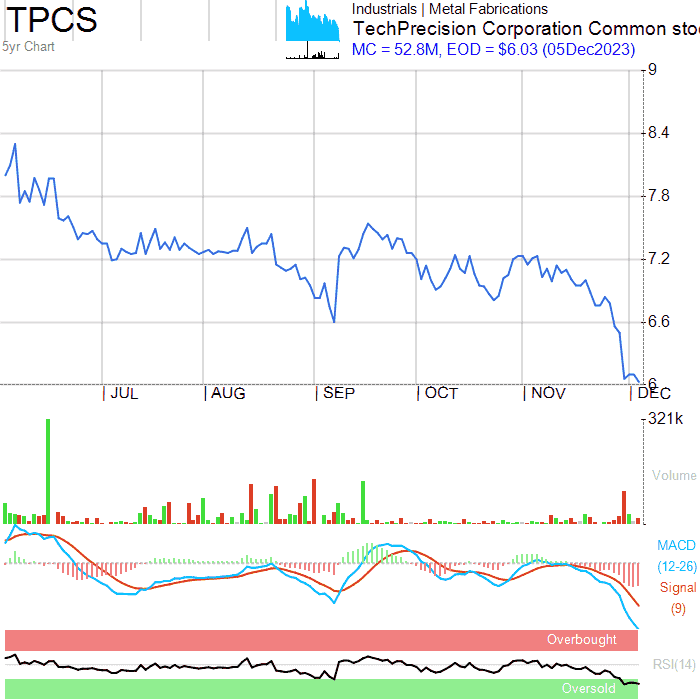 TPCS
5yr Chart
Industrials | Metal Fabrications
TechPrecision Corporation Common stoc
MC = 52.8M, EOD = $6.03 (05Dec2023)
9
8.4
7.8
7.2
6.6
6
JUL
AUG
SEP
OCT
NOV
DEC
321k
Volume
MACD
(12-26)
Signal
(9)
Overbought
RSI(14)
Oversold